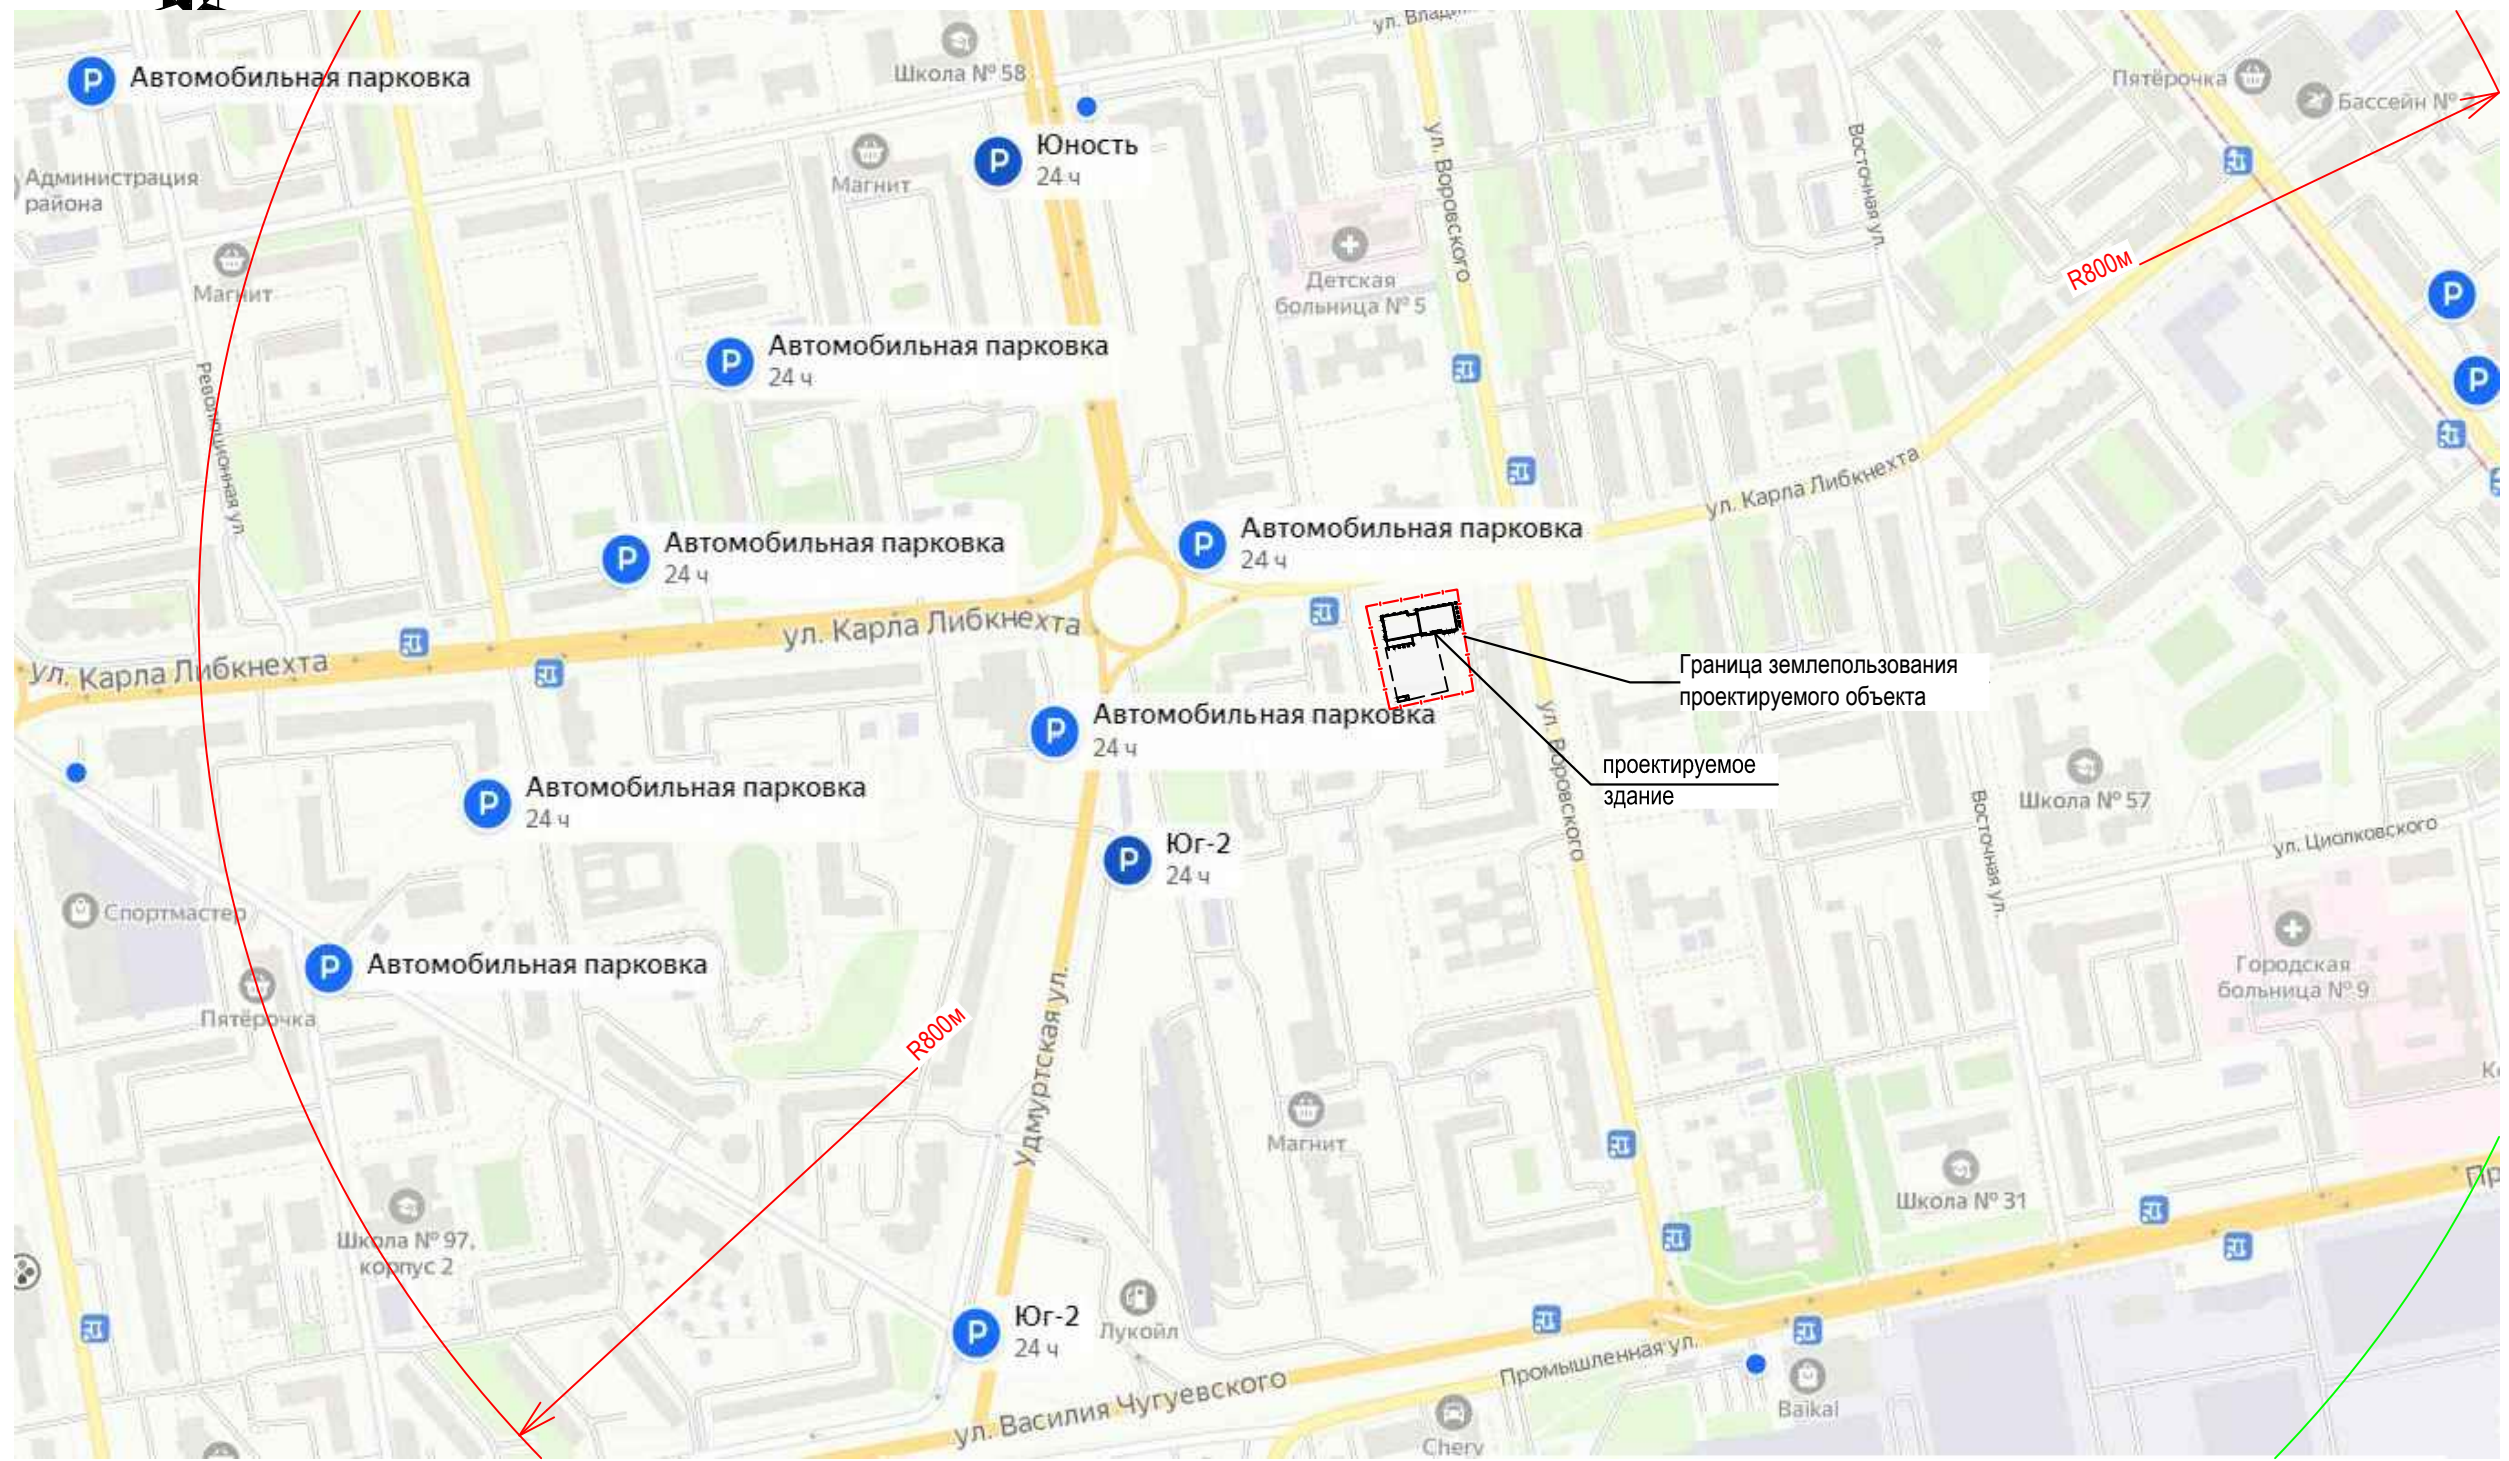 ул. Влади
Школа № 58
P Автомобильная парковка
Пятёрочка
Бассейн № 2
P Юность
24 ч
Магнит
ул. Воровского
Восточная ул.
Администрация
района
Детская
больница № 5
R800м
Магнит
P
P Автомобильная парковка
24 ч
P
Революционная ул.
ул. Карла Либкнехта
P Автомобильная парковка
24 ч
P Автомобильная парковка
24 ч
ул. Карла Либкнехта
ул. Карла Либкнехта
Граница землепользования
проектируемого объекта
P Автомобильная парковка
24 ч
ул. Воровского
проектируемое
здание
P Автомобильная парковка
24 ч
Школа № 57
Восточная ул.
ул. Циолковского
P Юг-2
24 ч
Спортмастер
P Автомобильная парковка
Городская
больница № 9
Пятёрочка
R800м
Удмуртская ул.
Ко
Магнит
Школа № 31
Пр
Школа № 97,
корпус 2
P Юг-2
24 ч
Лукойл
Промышленная ул.
ул. Василия Чугуевского
Baikal
Chery